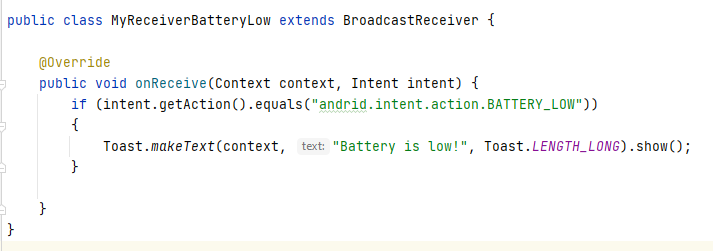 public class MyReceiverBatteryLow extends BroadcastReceiver {
@Override
public void onReceive(Context context, Intent intent) {
if (intent.getAction().equals("andrid.intent.action.BATTERY_LOW"))
{
Toast.makeText(context, text: "Battery is low!", Toast.LENGTH_LONG).show();
}
}
}